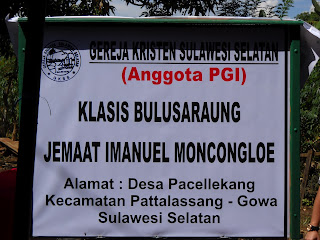 GEREJA KRISTEN SULAWESI SELATAN
(Anggota PGI)
KLASIS BULUSARAUNG
JEMAAT IMANUEL MONCONGLOE
Alamat : Desa Pacellekang
Kecamatan Pattalassang - Gowa
Sulawesi Selatan